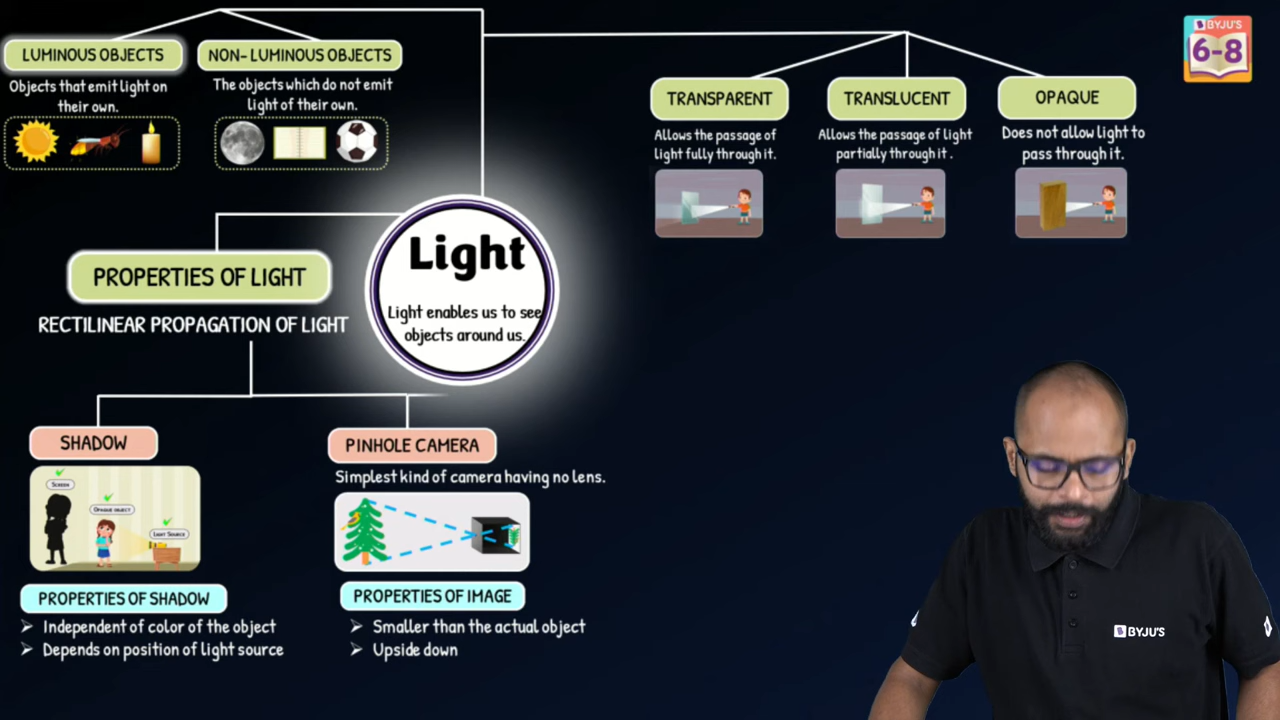 LUMINOUS OBJECTS
Objects that emit light on
their own.
NON- LUMINOUS OBJECTS
The objects which do not emit
light of their own.
TRANSPARENT
Allows the passage of
light fully through it.
TRANSLUCENT
Allows the passage of light
partially through it .
OPAQUE
Does not allow light to
pass through it.
BYJU'S
6-8
Light
Light enables us to see
objects around us.
PROPERTIES OF LIGHT
RECTILINEAR PROPAGATION OF LIGHT
SHADOW
SCREEN
OPAQUE OBJECT
LIGHT SOURCE
PROPERTIES OF SHADOW
➢ Independent of color of the object
➢ Depends on position of light source
PINHOLE CAMERA
Simplest kind of camera having no lens.
PROPERTIES OF IMAGE
➢ Smaller than the actual object
➢ Upside down
BYJU'S